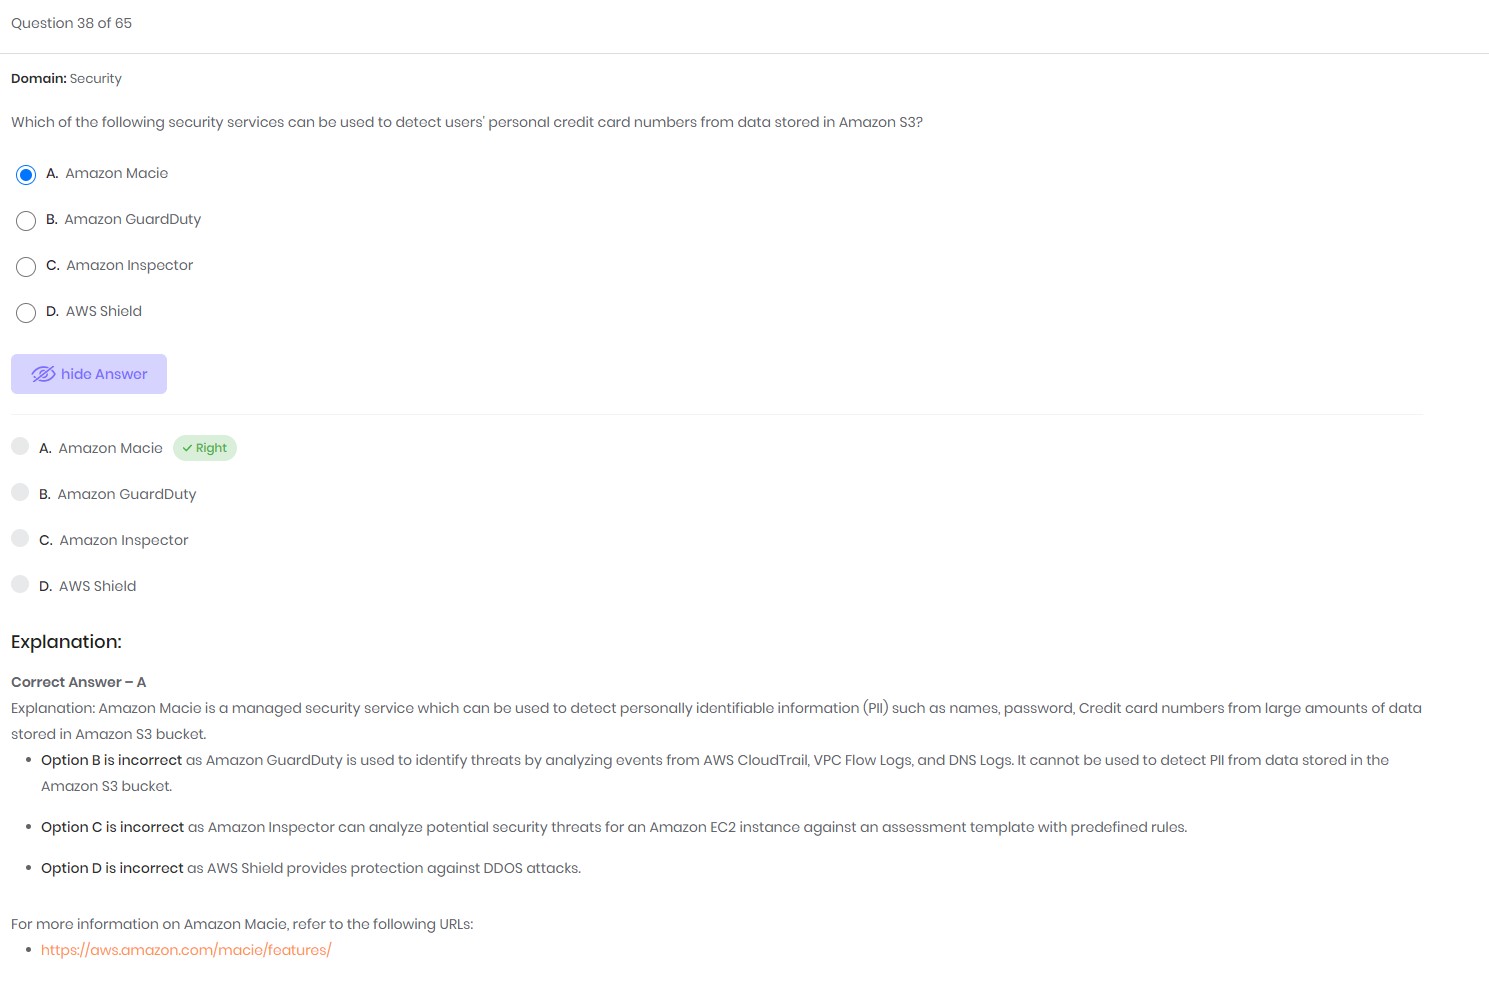 Question 38 of 65
Domain: Security
Which of the following security services can be used to detect users' personal credit card numbers from data stored in Amazon S3?
A. Amazon Macie
B. Amazon GuardDuty
C. Amazon Inspector
D. AWS Shield
hide Answer
A. Amazon Macie Right
B. Amazon GuardDuty
C. Amazon Inspector
D. AWS Shield
Explanation:
Correct Answer – A
Explanation: Amazon Macie is a managed security service which can be used to detect personally identifiable information (PII) such as names, password, Credit card numbers from large amounts of data
stored in Amazon S3 bucket.
• Option B is incorrect as Amazon GuardDuty is used to identify threats by analyzing events from AWS CloudTrail, VPC Flow Logs, and DNS Logs. It cannot be used to detect PII from data stored in the
Amazon S3 bucket.
• Option C is incorrect as Amazon Inspector can analyze potential security threats for an Amazon EC2 instance against an assessment template with predefined rules.
• Option D is incorrect as AWS Shield provides protection against DDOS attacks.
For more information on Amazon Macie, refer to the following URLs:
• https://aws.amazon.com/macie/features/